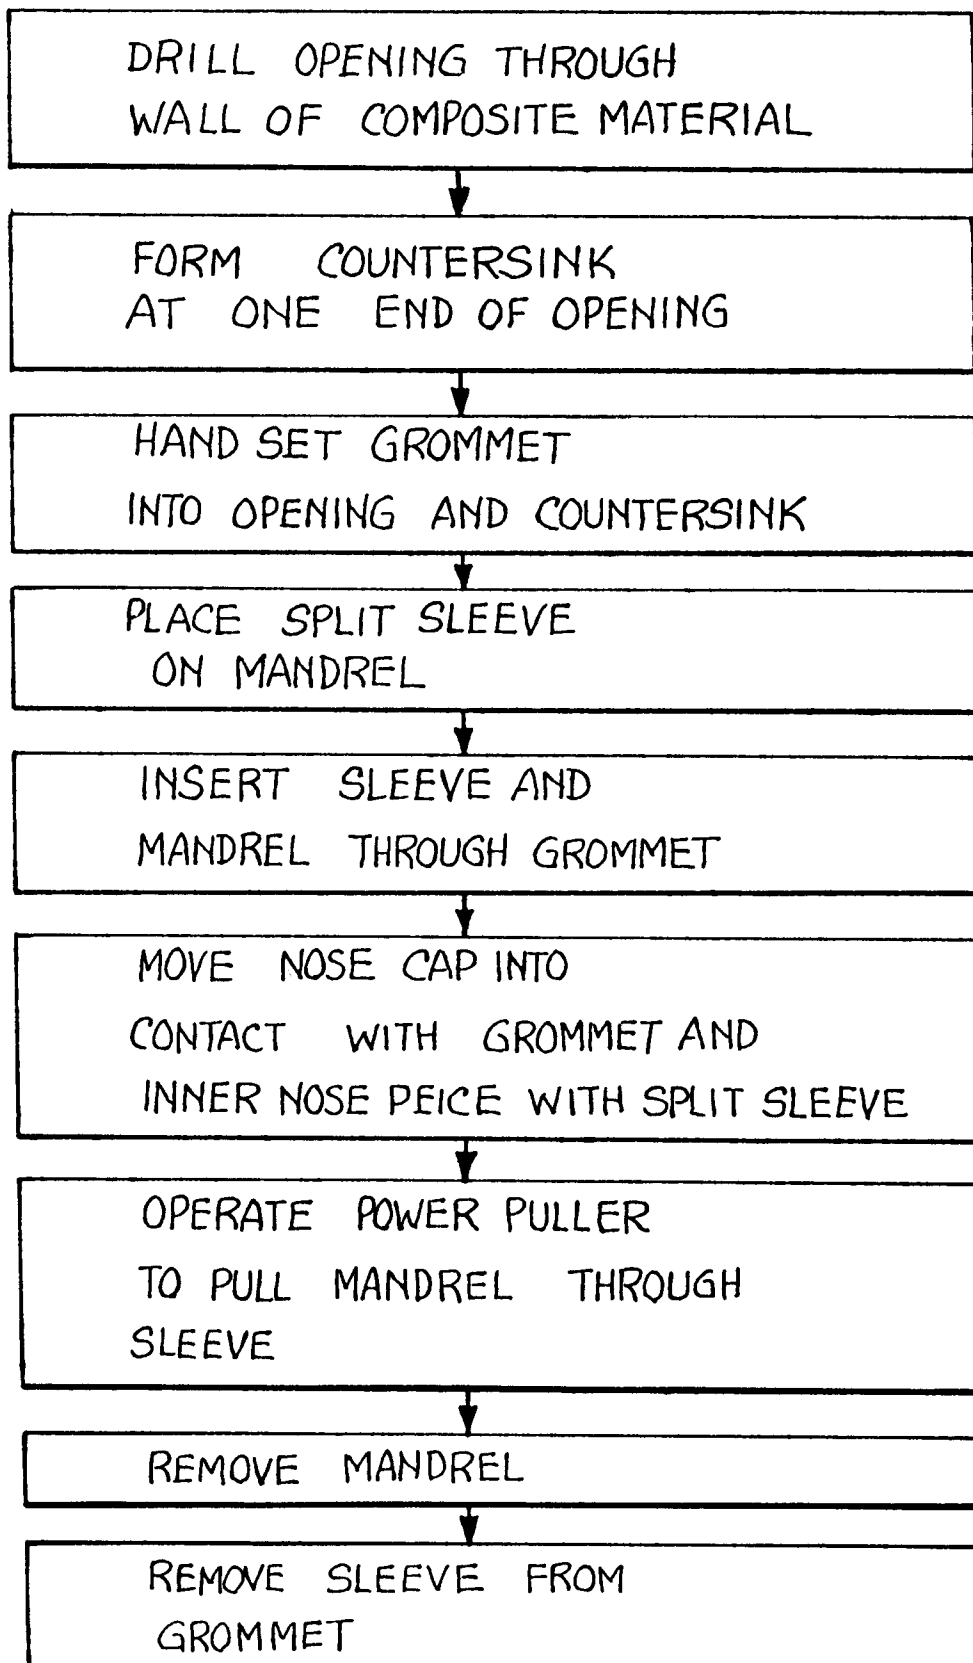 DRILL OPENING THROUGH
WALL OF COMPOSITE MATERIAL
FORM COUNTERSINK
AT ONE END OF OPENING
HAND SET GROMMET
INTO OPENING AND COUNTERSINK
PLACE SPLIT SLEEVE
ON MANDREL
INSERT SLEEVE AND
MANDREL THROUGH GROMMET
MOVE NOSE CAP INTO
CONTACT WITH GROMMET AND
INNER NOSE PEICE WITH SPLIT SLEEVE
OPERATE POWER PULLER
TO PULL MANDREL THROUGH
SLEEVE
REMOVE MANDREL
REMOVE SLEEVE FROM
GROMMET